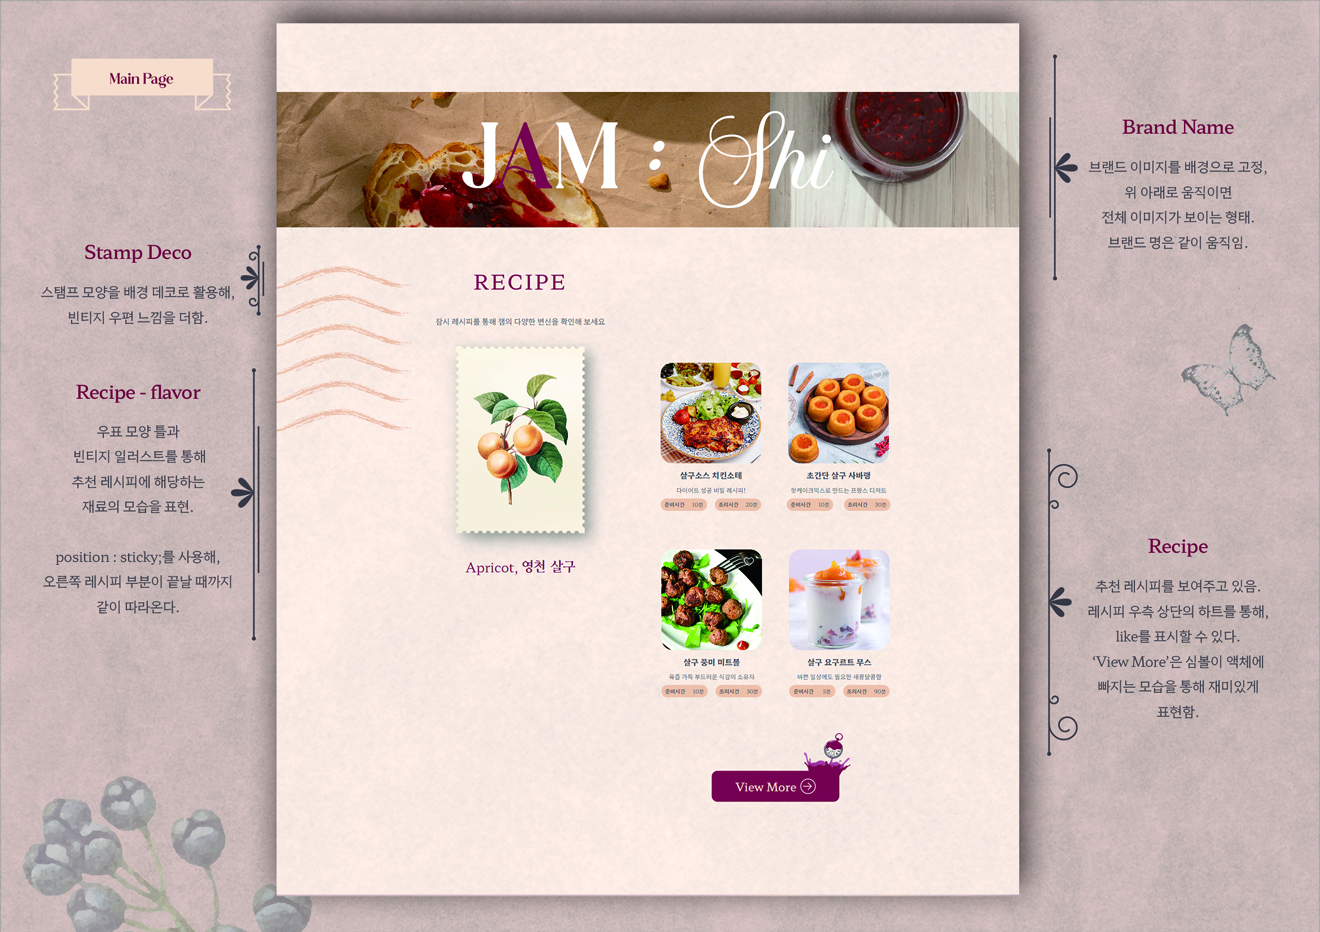 Main Page
Stamp Deco
스탬프 모양을 배경 데코로 활용해,
빈티지 우편 느낌을 더함.
Recipe - flavor
우표 모양 틀과
빈티지 일러스트를 통해
추천 레시피에 해당하는
재료의 모습을 표현.
position : sticky;를 사용해,
오른쪽 레시피 부분이 끝날 때까지
같이 따라온다.
JAM : Shi
RECIPE
잠시 레시피를 통해 잼의 다양한 변신을 확인해 보세요
Apricot, 영천 살구
살구소스 치킨소테
다이어트 성공 비밀 레시피!
준비시간 10분 조리시간 20분
초간단 살구 사바랭
핫케이크믹스로 만드는 프랑스 디저트
준비시간 10분 조리시간 30분
살구 풍미 미트볼
육즙 가득 부드러운 식감의 소유자
준비시간 10분 조리시간 30분
살구 요구르트 무스
바쁜 일상에도 필요한 새콤달콤함
준비시간 5분 조리시간 90분
View More
Brand Name
브랜드 이미지를 배경으로 고정,
위 아래로 움직이면
전체 이미지가 보이는 형태.
브랜드 명은 같이 움직임.
Recipe
추천 레시피를 보여주고 있음.
레시피 우측 상단의 하트를 통해,
like를 표시할 수 있다.
‘View More’은 심볼이 액체에
빠지는 모습을 통해 재미있게
표현함.